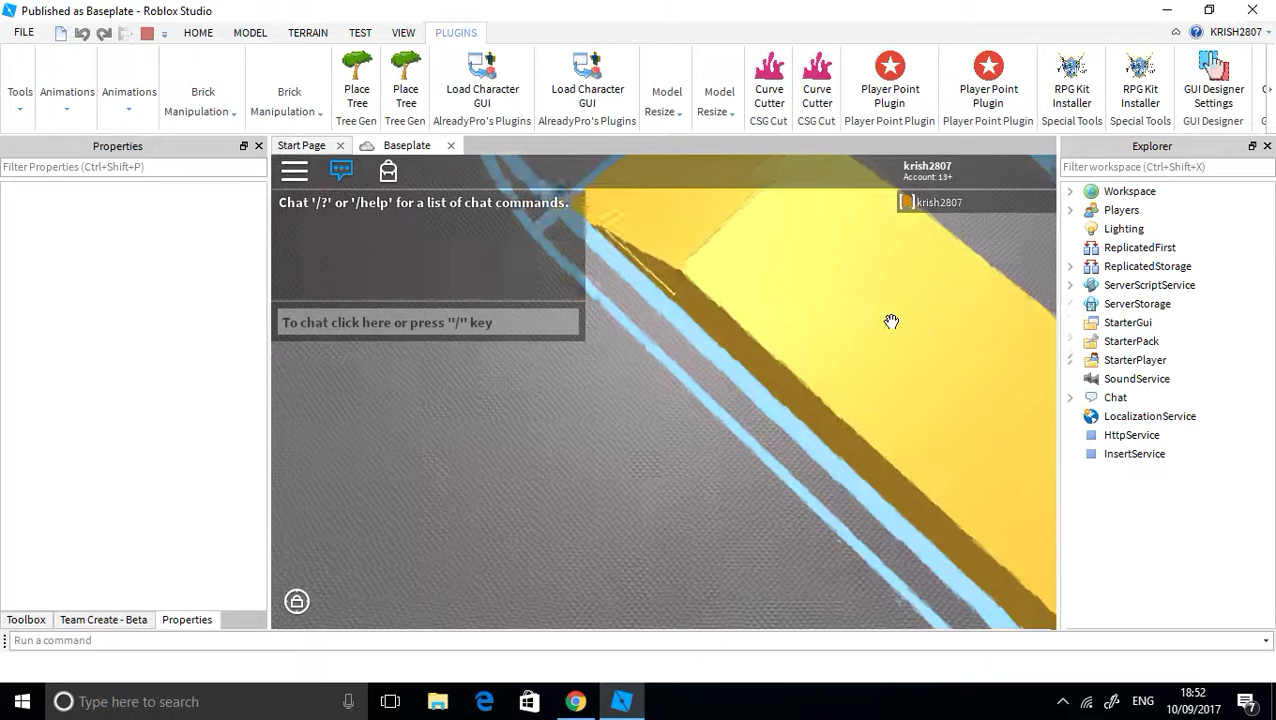 Published as Baseplate - Roblox Studio
FILE HOME MODEL TERRAIN TEST VIEW PLUGINS KRISH2807
Tools Animations Animations Brick Manipulation Brick Manipulation
Place Tree Place Tree
Tree Gen Tree Gen
Load Character GUI Load Character GUI
AlreadyPro's Plugins AlreadyPro's Plugins
Model Resize Model Resize
Curve Cutter Curve Cutter
CSG Cut CSG Cut
Player Point Plugin Player Point Plugin
Player Point Plugin Player Point Plugin
RPG Kit Installer RPG Kit Installer
Special Tools Special Tools
GUI Designer Settings
GUI Designer
Properties
Filter Properties (Ctrl+Shift+P)
Start Page Baseplate
krish2807
Account: 13+
krish2807
Chat '/?' or '/help' for a list of chat commands.
To chat click here or press "/" key
Explorer
Filter workspace (Ctrl+Shift+X)
Workspace
Players
Lighting
ReplicatedFirst
ReplicatedStorage
ServerScriptService
ServerStorage
StarterGui
StarterPack
StarterPlayer
SoundService
Chat
LocalizationService
HttpService
InsertService
Toolbox Team Create - Beta Properties
Run a command
Type here to search
ENG
18:52
10/09/2017
7